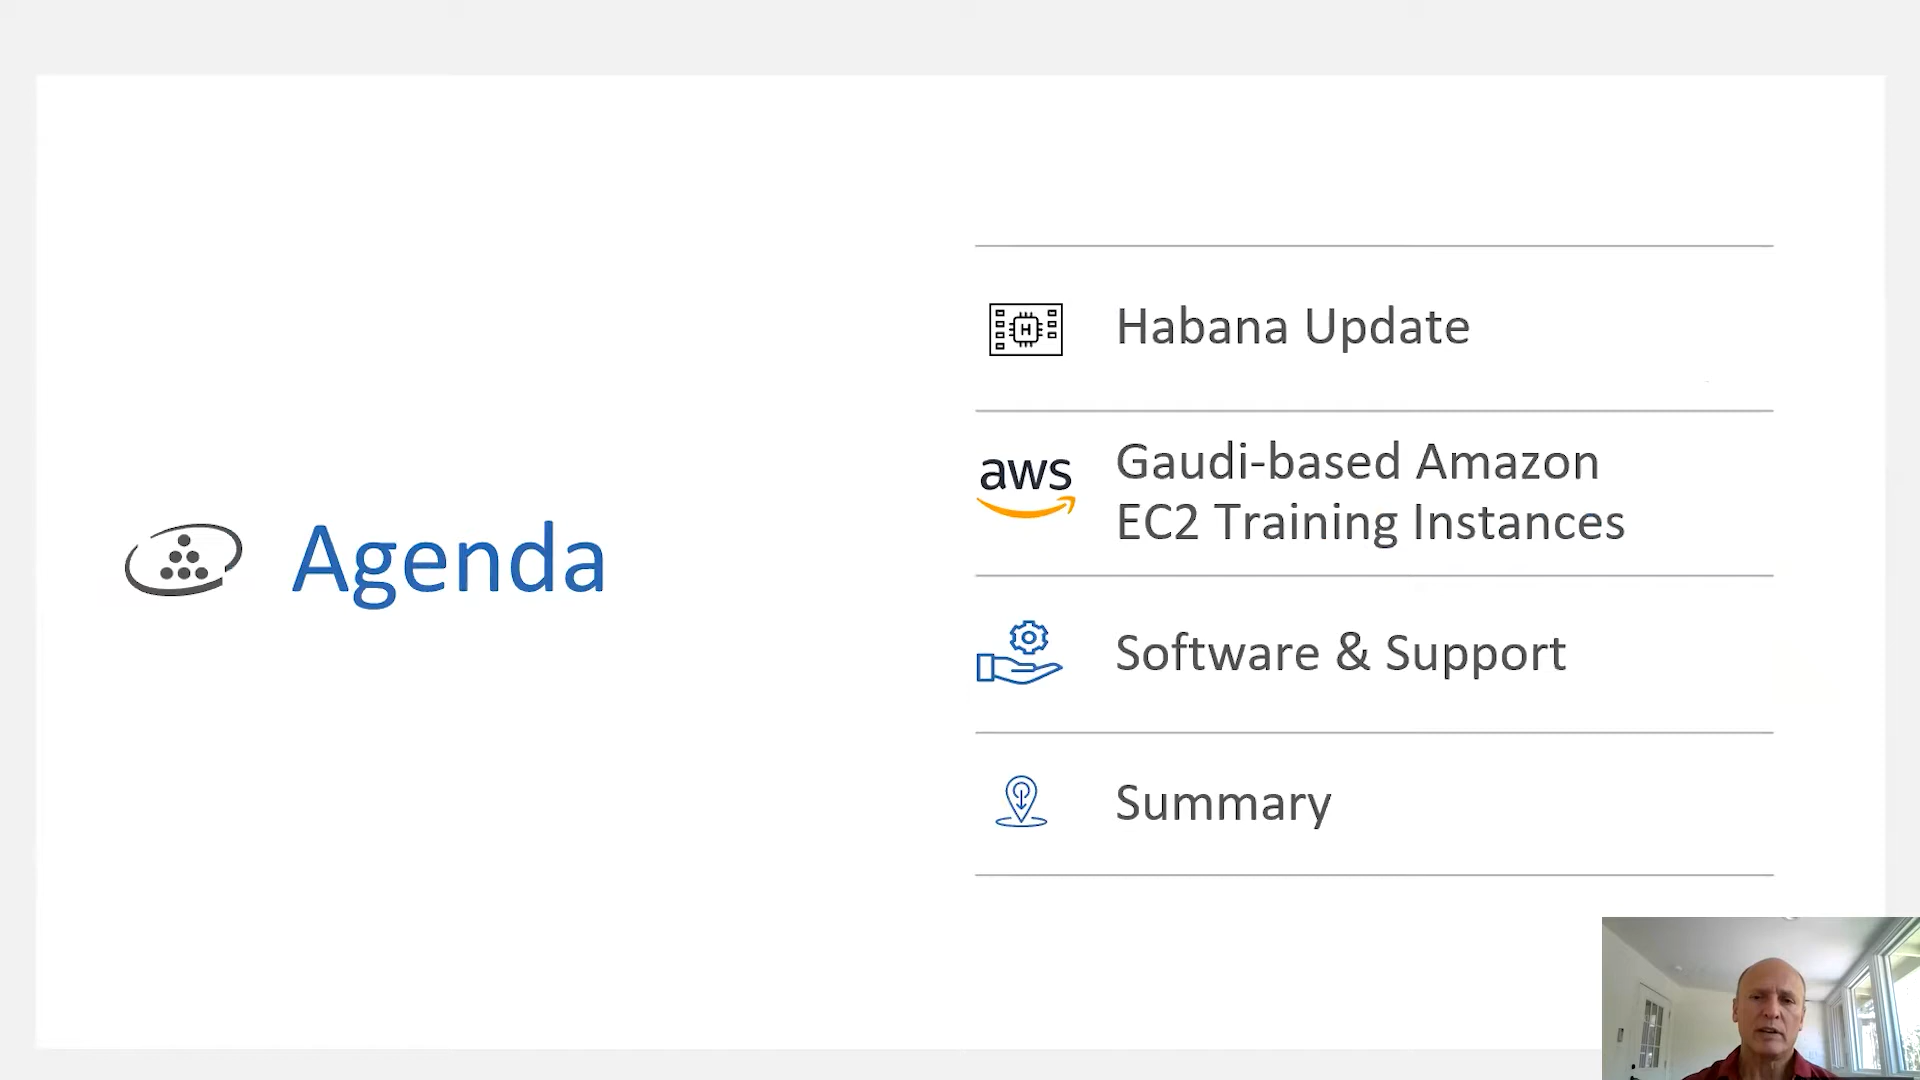 Agenda
H
Habana Update
aws
Gaudi-based Amazon
EC2 Training Instances
Software & Support
Summary